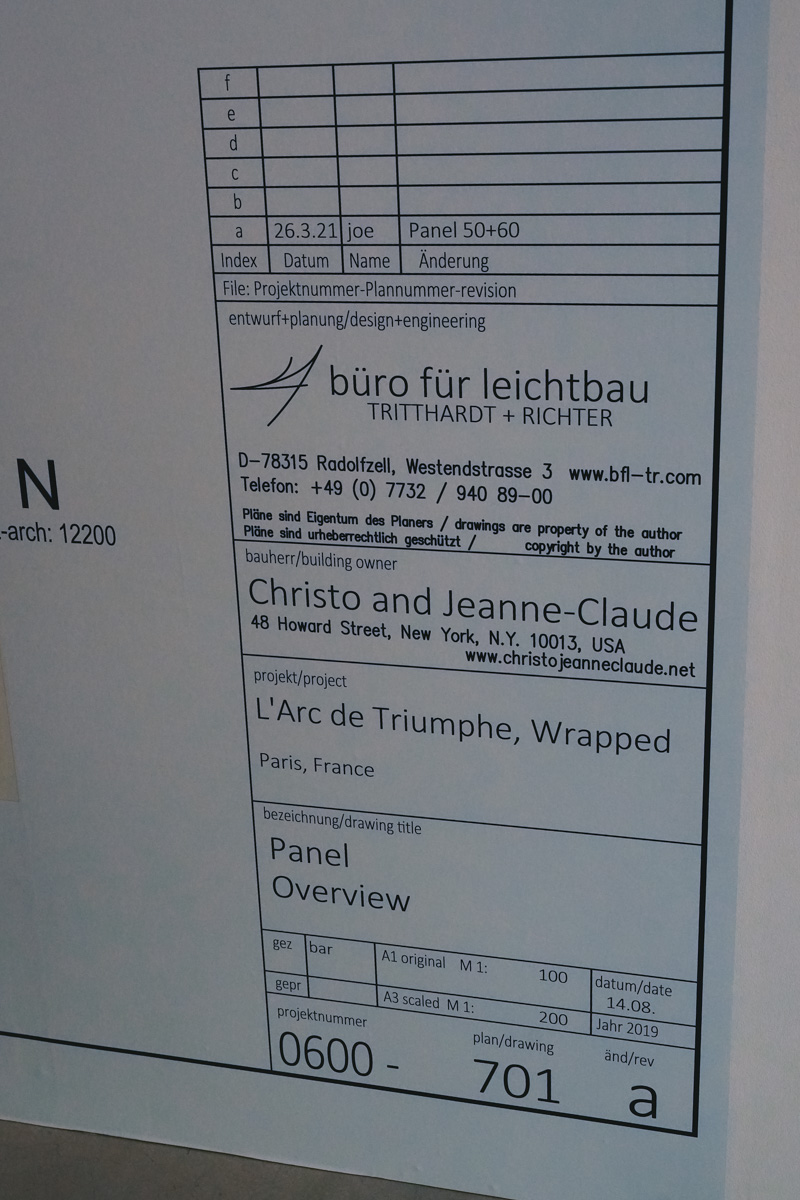 f
e
d
c
b
a 26.3.21 joe Panel 50+60
Index Datum Name Änderung
File: Projektnummer-Plannummer-revision
entwurf+planung/design+engineering
büro für leichtbau
TRITTHARDT + RICHTER
D-78315 Radolfzell, Westendstrasse 3 www.bfl-tr.com
Telefon: +49 (0) 7732 / 940 89-00
Pläne sind Eigentum des Planers / drawings are property of the author
Pläne sind urheberrechtlich geschützt / copyright by the author
N
-arch: 12200
bauherr/building owner
Christo and Jeanne-Claude
48 Howard Street, New York, N.Y. 10013, USA
www.christojeanneclaude.net
projekt/project
L'Arc de Triumphe, Wrapped
Paris, France
bezeichnung/drawing title
Panel
Overview
gez bar A1 original M 1: 100 datum/date
14.08.
gepr A3 scaled M 1: 200 Jahr 2019
projektnummer plan/drawing änd/rev
0600 - 701 a